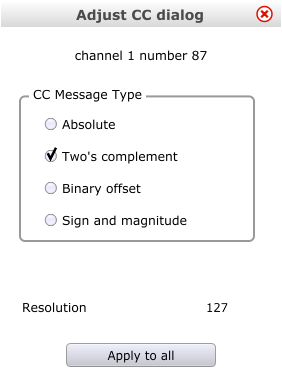 Adjust CC dialog
channel 1 number 87
CC Message Type
Absolute
Two's complement
Binary offset
Sign and magnitude
Resolution 127
Apply to all